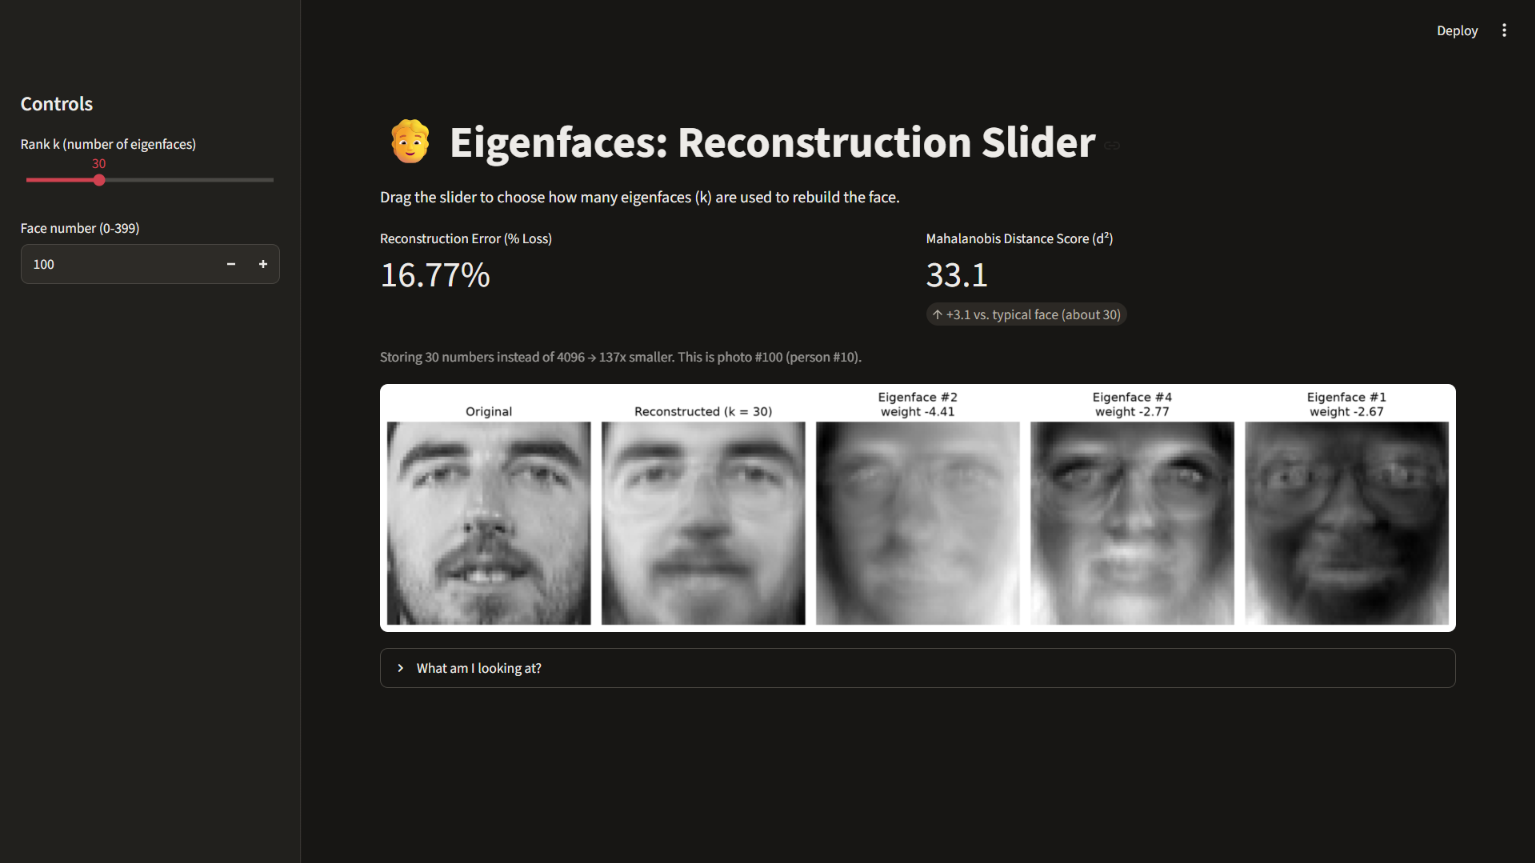 Deploy
Controls
Rank k (number of eigenfaces)
30
Face number (0-399)
100
Eigenfaces: Reconstruction Slider
Drag the slider to choose how many eigenfaces (k) are used to rebuild the face.
Reconstruction Error (% Loss)
16.77%
Mahalanobis Distance Score (d²)
33.1
↑ +3.1 vs. typical face (about 30)
Storing 30 numbers instead of 4096 → 137x smaller. This is photo #100 (person #10).
Original
Reconstructed (k = 30)
Eigenface #2
weight -4.41
Eigenface #4
weight -2.77
Eigenface #1
weight -2.67
What am I looking at?